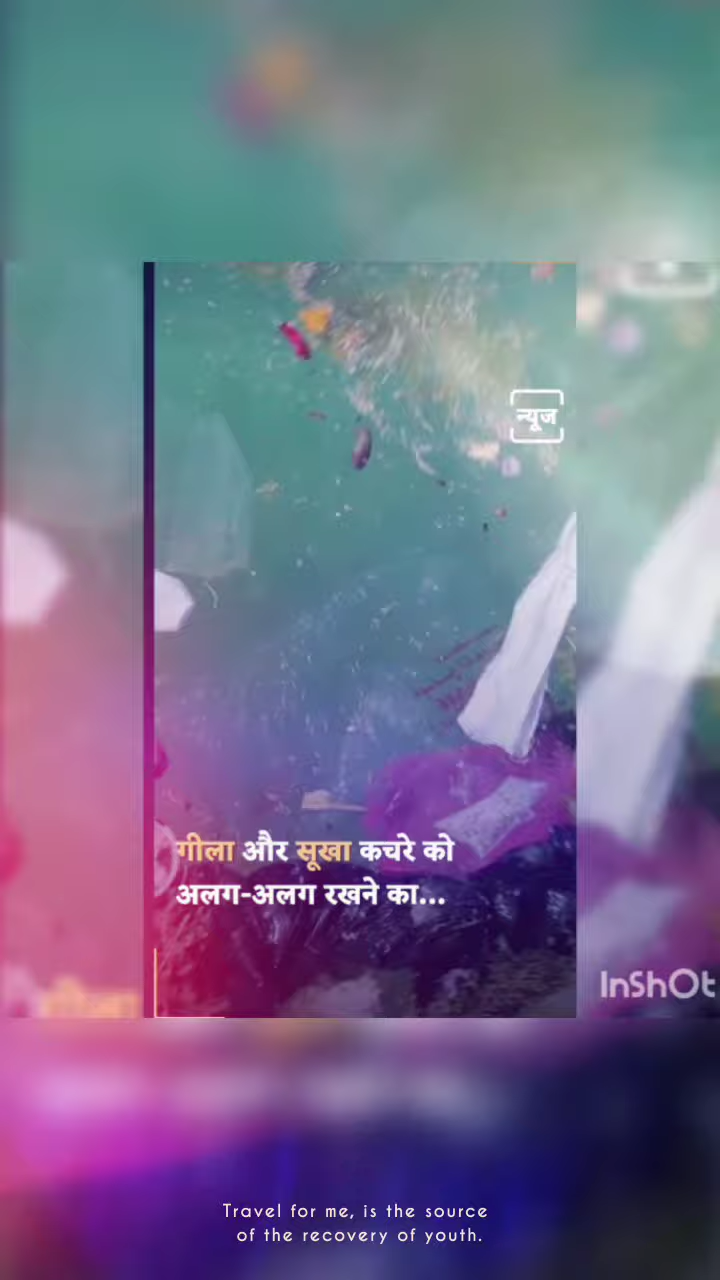 न्यूज
गीला और सूखा कचरे को
अलग-अलग रखने का...
InShOt
Travel for me, is the source
of the recovery of youth.